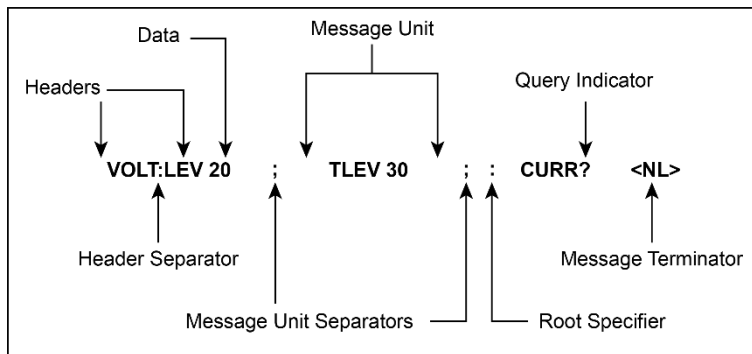 Message Unit
Data
Query Indicator
Headers
VOLT:LEV 20 ; TLEV 30 ; : CURR? <NL>
Header Separator
Message Terminator
Message Unit Separators
Root Specifier